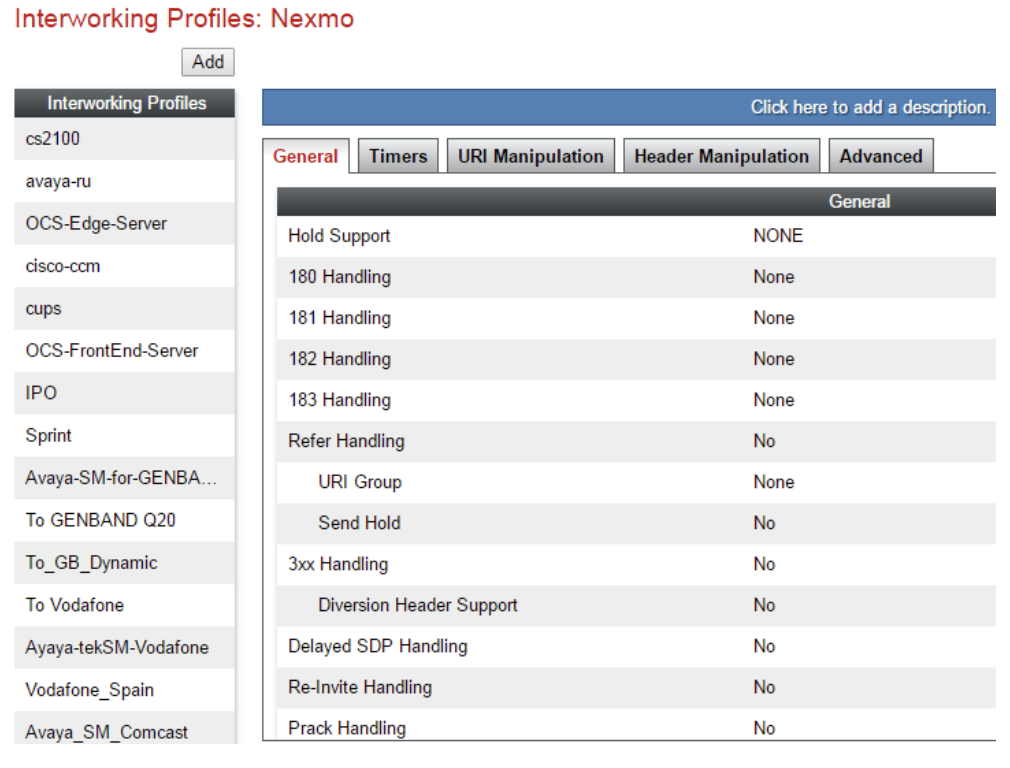 Interworking Profiles: Nexmo
Add
Interworking Profiles
cs2100
avaya-ru
OCS-Edge-Server
cisco-ccm
cups
OCS-FrontEnd-Server
IPO
Sprint
Avaya-SM-for-GENBA...
To GENBAND Q20
To_GB_Dynamic
To Vodafone
Ayaya-tekSM-Vodafone
Vodafone_Spain
Avaya_SM_Comcast
Click here to add a description.
General Timers URI Manipulation Header Manipulation Advanced
General
Hold Support NONE
180 Handling None
181 Handling None
182 Handling None
183 Handling None
Refer Handling No
URI Group None
Send Hold No
3xx Handling No
Diversion Header Support No
Delayed SDP Handling No
Re-Invite Handling No
Prack Handling No